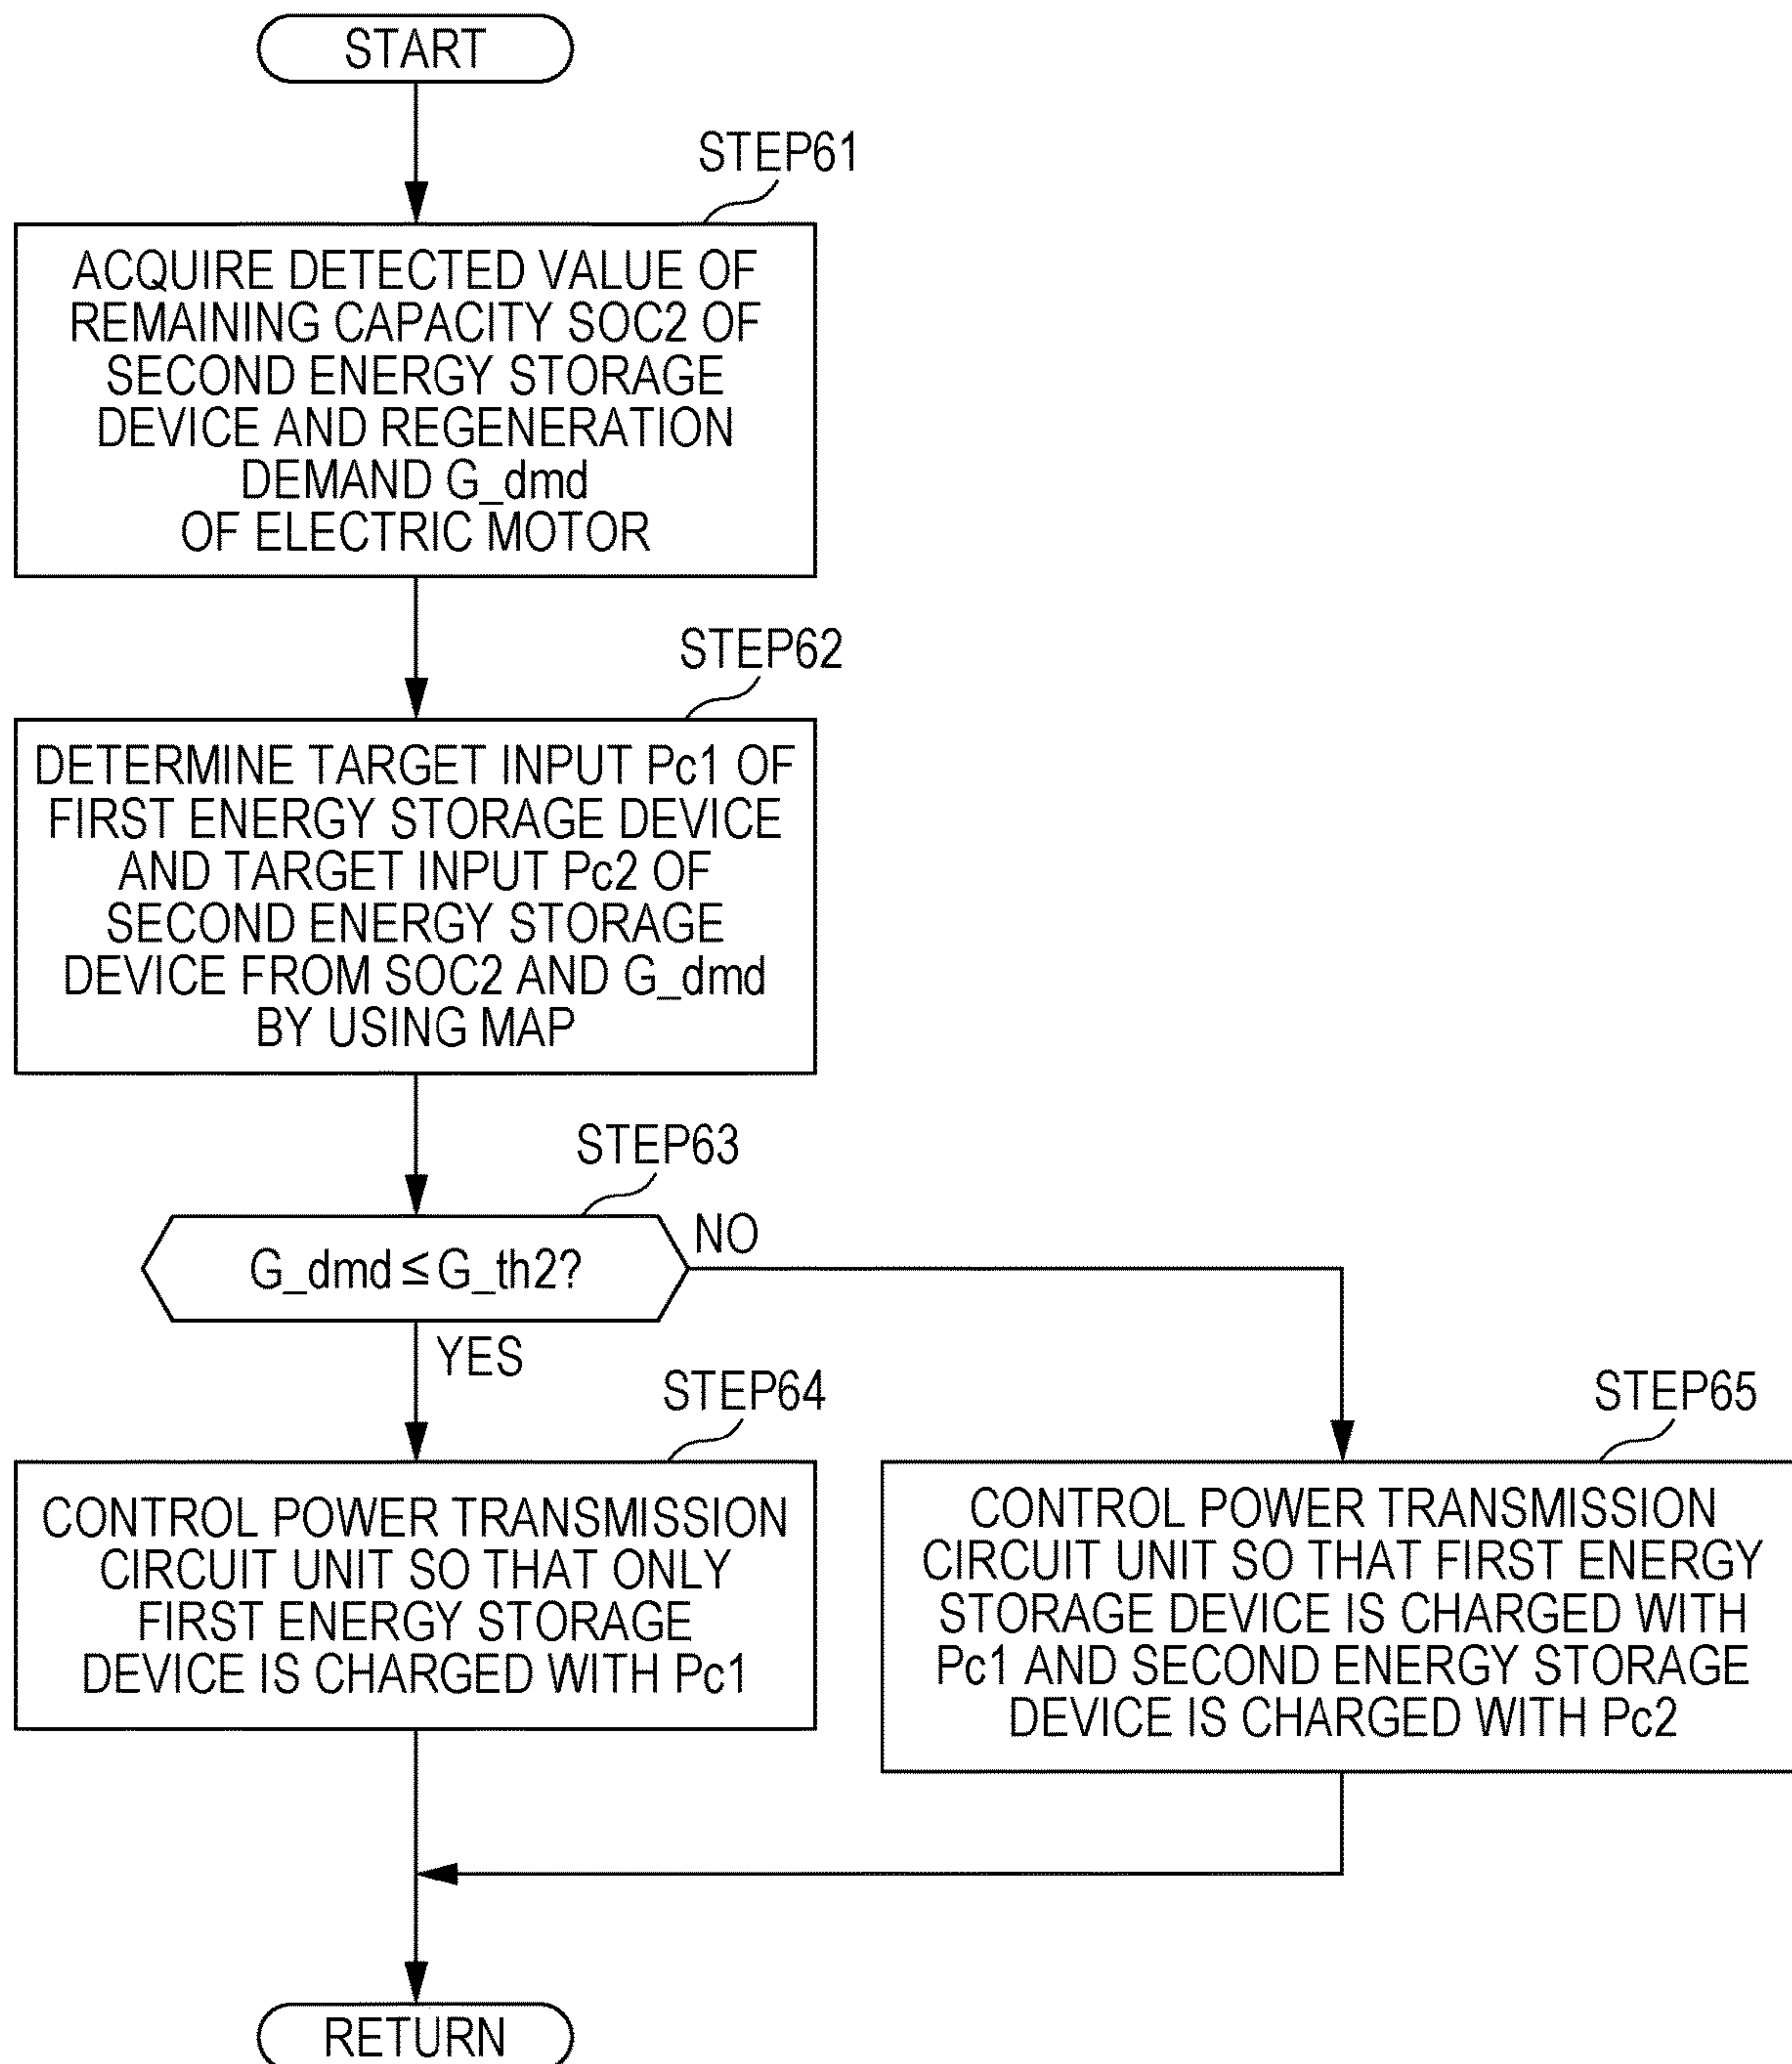 START
STEP61
ACQUIRE DETECTED VALUE OF
REMAINING CAPACITY SOC2 OF
SECOND ENERGY STORAGE
DEVICE AND REGENERATION
DEMAND G_dmd
OF ELECTRIC MOTOR
STEP62
DETERMINE TARGET INPUT Pc1 OF
FIRST ENERGY STORAGE DEVICE
AND TARGET INPUT Pc2 OF
SECOND ENERGY STORAGE
DEVICE FROM SOC2 AND G_dmd
BY USING MAP
STEP63
G_dmd ≦ G_th2?
NO
YES
STEP64
CONTROL POWER TRANSMISSION
CIRCUIT UNIT SO THAT ONLY
FIRST ENERGY STORAGE
DEVICE IS CHARGED WITH Pc1
STEP65
CONTROL POWER TRANSMISSION
CIRCUIT UNIT SO THAT FIRST ENERGY
STORAGE DEVICE IS CHARGED WITH
Pc1 AND SECOND ENERGY STORAGE
DEVICE IS CHARGED WITH Pc2
RETURN